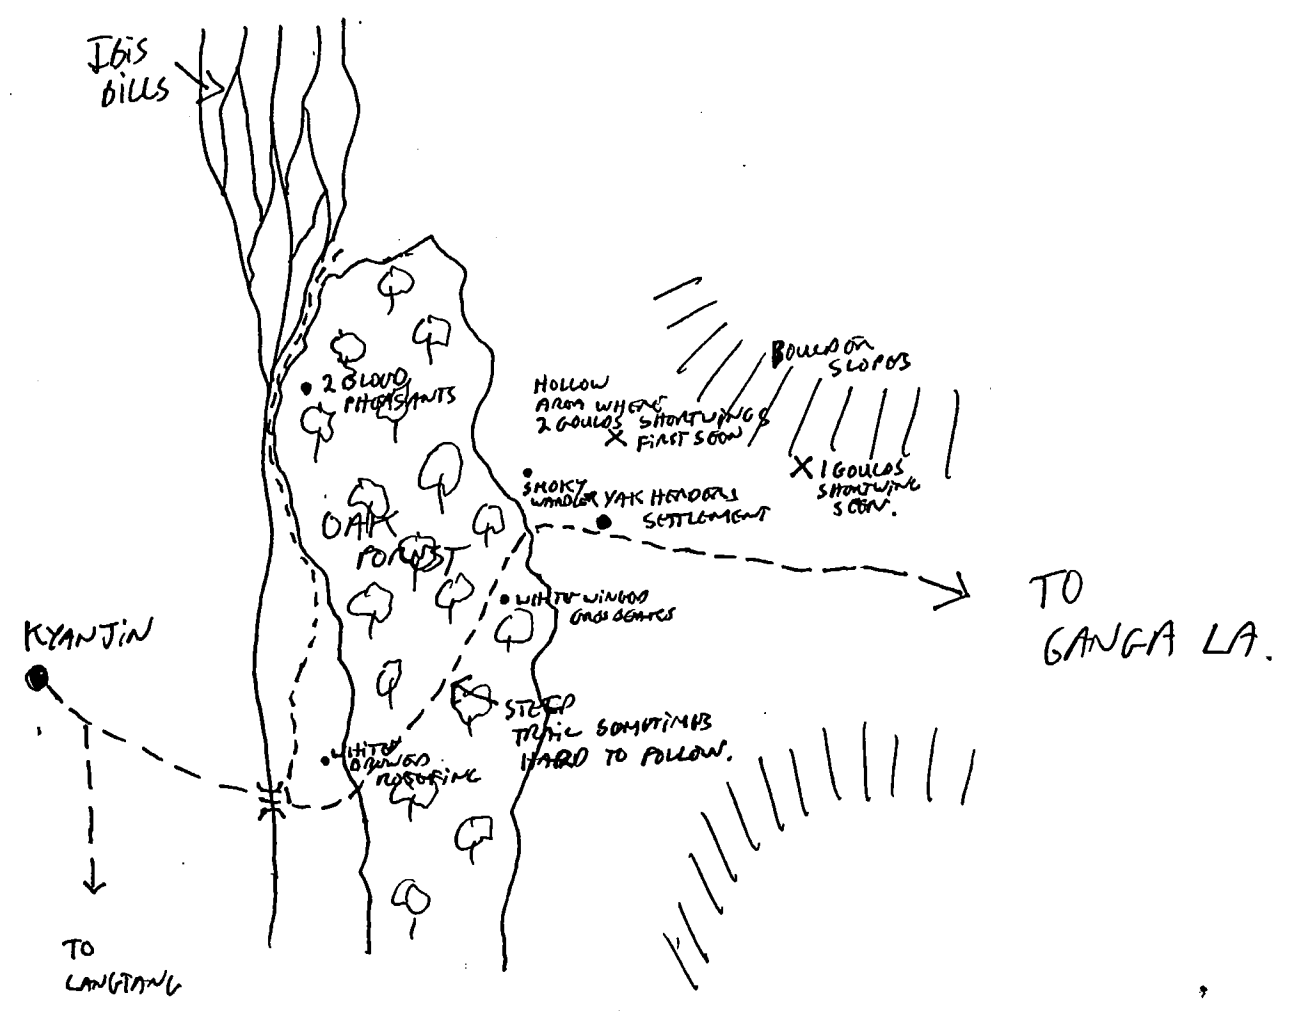 IBIS
BILLS
BOULDER
SLOPES
HOLLOW
AREA WHERE
2 GOULDS SHORTWINGS
FIRST SEEN
2 BLOOD
PHEASANTS
X 1 GOULDS
SHORTWING
SEEN.
SMOKY
WARBLER
YAK HERDERS
SETTLEMENT
OAK
FOREST
WHITE WINGED
GROSBEAKS
TO
GANGA LA.
KYANJIN
STEEP
TRAIL SOMETIMES
HARD TO FOLLOW.
WHITE
BROWED
ROSEFINC
TO
LANGTANG